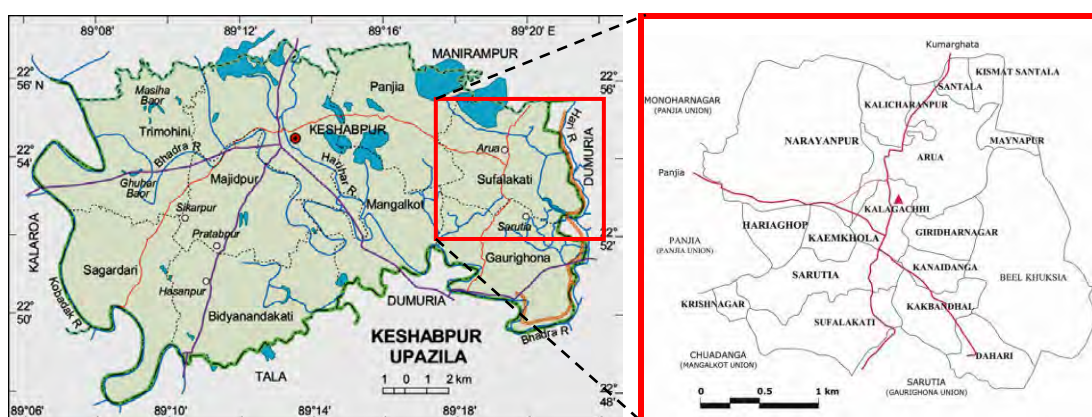 89°08'
89°12'
89°16'
89°20' E
22°
56' N
22°
54'
22°
50'
MANIRAMPUR
Masiha
Baor
Trimohini
Panjia
KESHABPUR
Bhadra R
Ghubar
Baor
Majidpur
Harihar R
Mangalkot
Arua
Sufalakati
Sarutia
Hari R
DUMURIA
22°
56'
22°
52'
KALAROA
Sikarpur
Pratabpur
Sagardari
Hasanpur
Gaurighona
Kobadak R
Bidyanandakati
DUMURIA
Bhadra R
KESHABPUR
UPAZILA
TALA
1 0 1 2 km
22°
48'
89°10'
89°14'
89°18'
Kumarghata
KISMAT SANTALA
SANTALA
MONOHARNAGAR
(PANJIA UNION)
KALICHARANPUR
NARAYANPUR
MAYNAPUR
ARUA
Panjia
KALAGACHHI
HARIAGHOP
GIRIDHARNAGAR
KAEMKHOLA
PANJIA
(PANJIA UNION)
SARUTIA
KANAIDANGA
BEEL KHUKSIA
KRISHNAGAR
KAKBANDHAL
SUFALAKATI
DAHARI
CHUADANGA
(MANGALKOT UNION)
SARUTIA
(GAURIGHONA UNION)
0 0.5 1 km